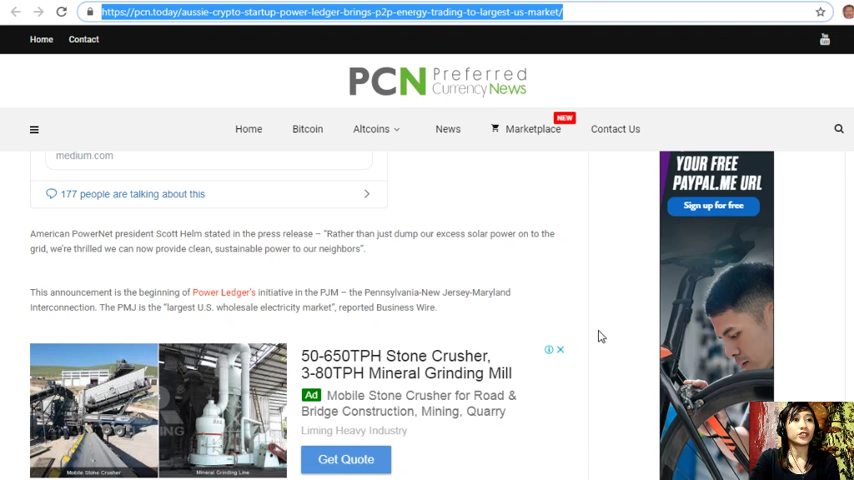 https://pcn.today/aussie-crypto-startup-power-ledger-brings-p2p-energy-trading-to-largest-us-market/
Home
Contact
PCN Preferred
Currency News
NEW
Home
Bitcoin
Altcoins
News
Marketplace
Contact Us
medium.com
177 people are talking about this
American PowerNet president Scott Helm stated in the press release – “Rather than just dump our excess solar power on to the
grid, we're thrilled we can now provide clean, sustainable power to our neighbors”.
This announcement is the beginning of Power Ledger's initiative in the PJM – the Pennsylvania-New Jersey-Maryland
Interconnection. The PMJ is the “largest U.S. wholesale electricity market”, reported Business Wire.
50-650TPH Stone Crusher,
3-80TPH Mineral Grinding Mill
Ad Mobile Stone Crusher for Road &
Bridge Construction, Mining, Quarry
Liming Heavy Industry
Get Quote
Mobile Stone Crusher
Mineral Grinding Line
YOUR FREE
PAYPAL.ME URL
Sign up for free